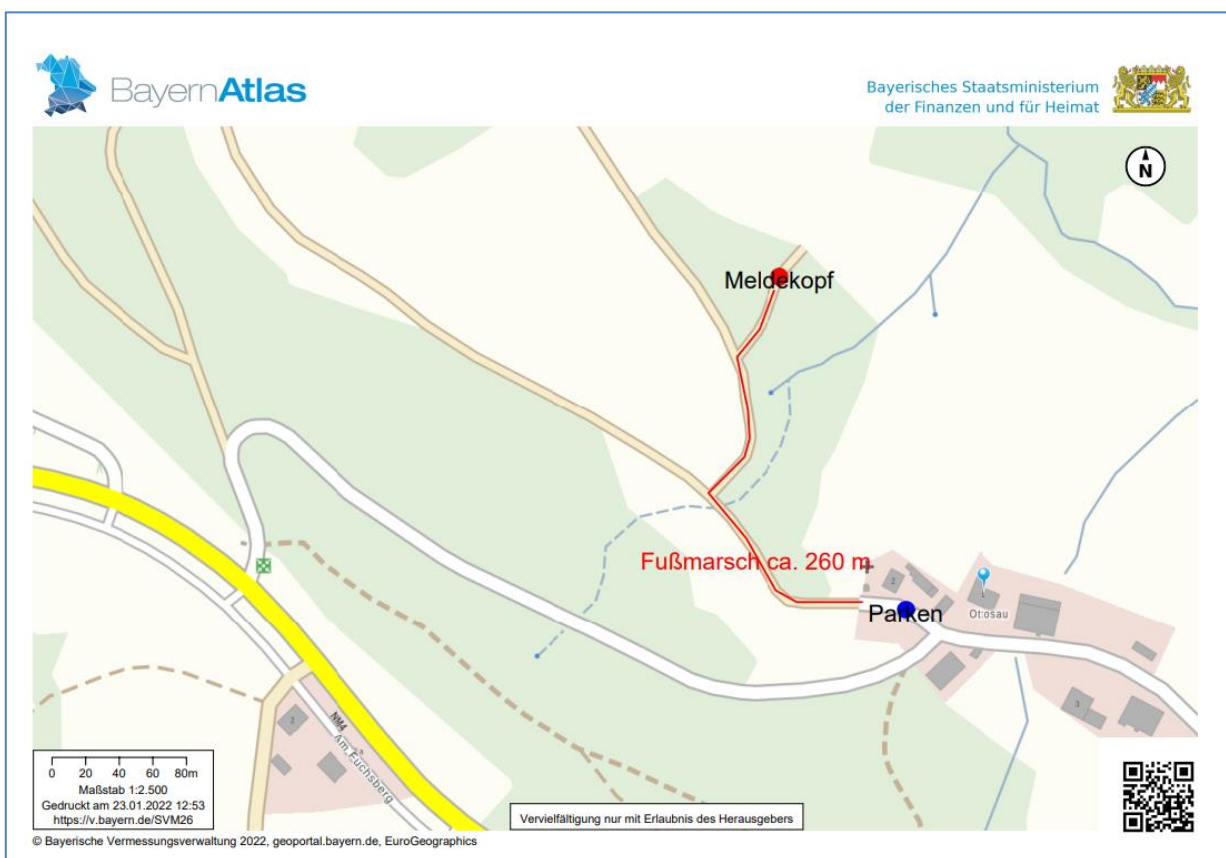 BayernAtlas
Bayerisches Staatsministerium
der Finanzen und für Heimat
N
Meldekopf
Fußmarsch ca. 260 m
2
1
Parken
Ottosau
3
2
NM4
Am Fuchsberg
0 20 40 60 80m
Maßstab 1:2.500
Gedruckt am 23.01.2022 12:53
https://v.bayern.de/SVM26
Vervielfältigung nur mit Erlaubnis des Herausgebers
© Bayerische Vermessungsverwaltung 2022, geoportal.bayern.de, EuroGeographics